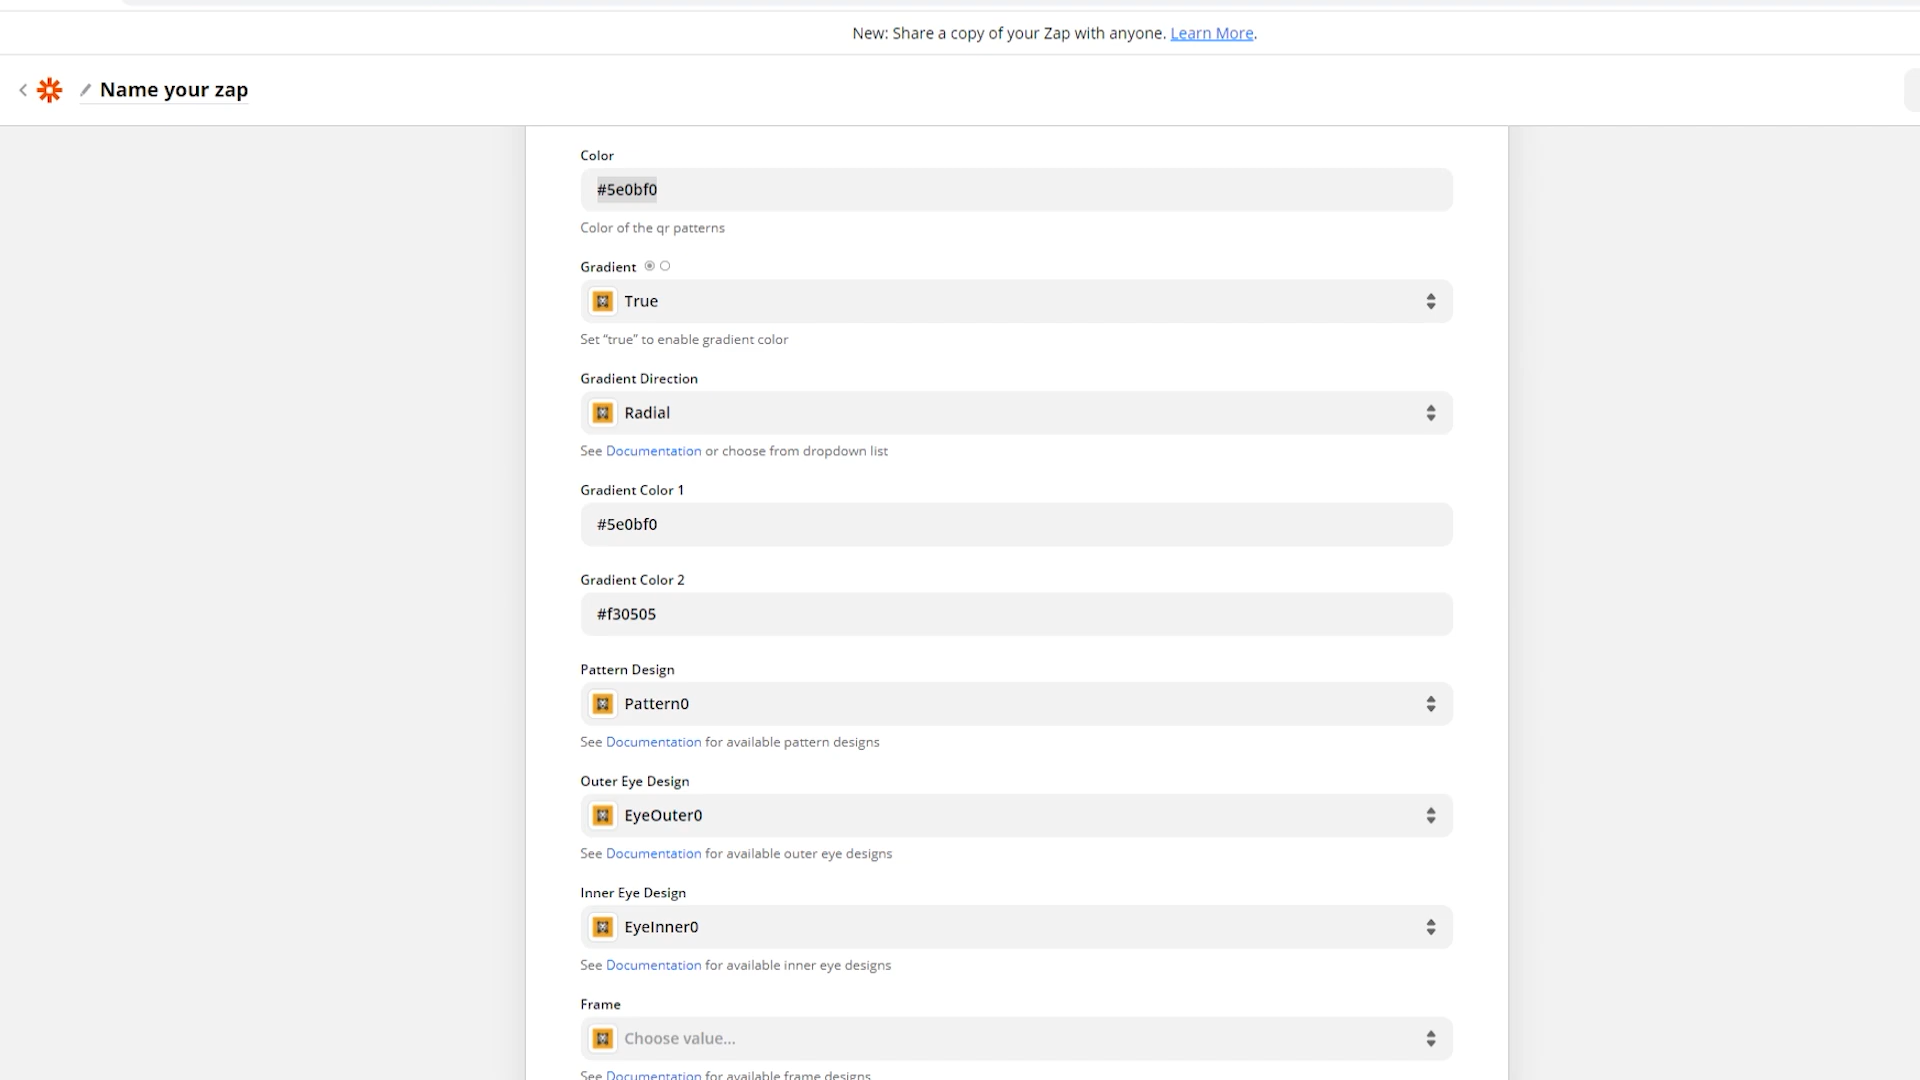 New: Share a copy of your Zap with anyone. Learn More.
Name your zap
Color
#5e0bf0
Color of the qr patterns
Gradient
True
Set “true” to enable gradient color
Gradient Direction
Radial
See Documentation or choose from dropdown list
Gradient Color 1
#5e0bf0
Gradient Color 2
#f30505
Pattern Design
Pattern0
See Documentation for available pattern designs
Outer Eye Design
EyeOuter0
See Documentation for available outer eye designs
Inner Eye Design
EyeInner0
See Documentation for available inner eye designs
Frame
Choose value...
See Documentation for available frame designs